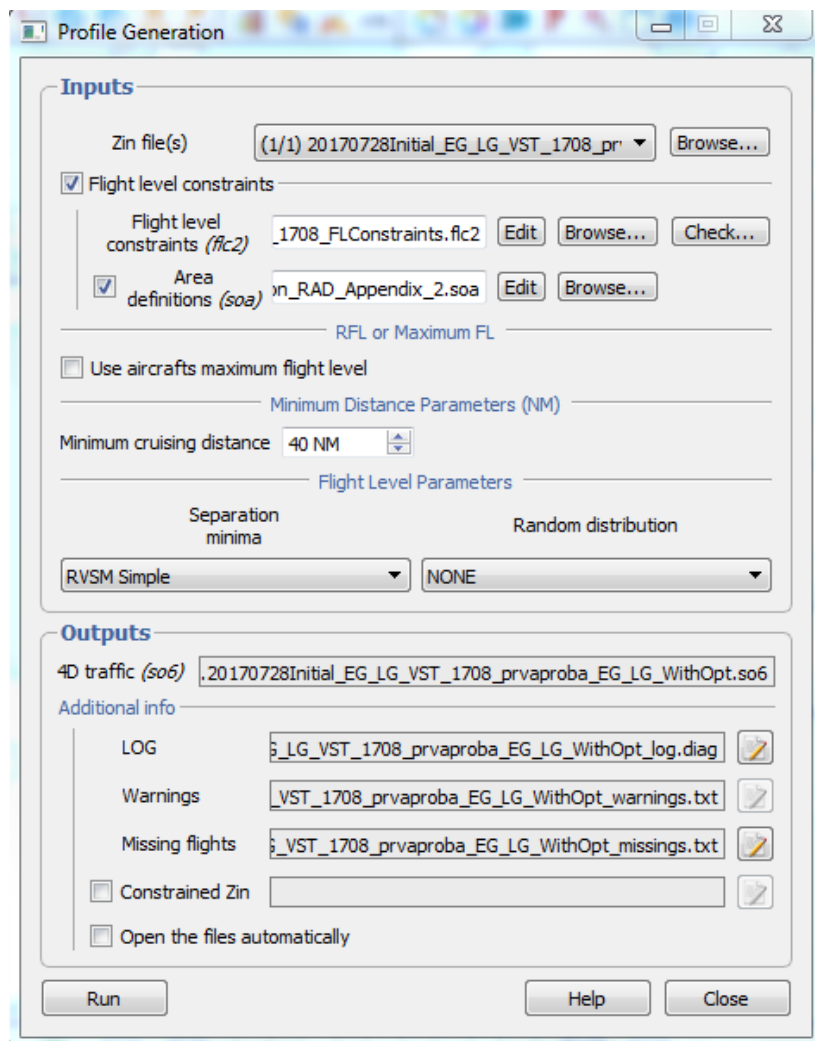 Profile Generation
Inputs
Zin file(s) (1/1) 20170728Initial_EG_LG_VST_1708_pr Browse...
Flight level constraints
Flight level
constraints (flc2) _1708_FLConstraints.flc2 Edit Browse... Check...
Area
definitions (soa) on_RAD_Appendix_2.soa Edit Browse...
RFL or Maximum FL
Use aircrafts maximum flight level
Minimum Distance Parameters (NM)
Minimum cruising distance 40 NM
Flight Level Parameters
Separation
minima Random distribution
RVSM Simple NONE
Outputs
4D traffic (so6) .20170728Initial_EG_LG_VST_1708_prvaproba_EG_LG_WithOpt.so6
Additional info
LOG G_LG_VST_1708_prvaproba_EG_LG_WithOpt_log.diag
Warnings _VST_1708_prvaproba_EG_LG_WithOpt_warnings.txt
Missing flights G_VST_1708_prvaproba_EG_LG_WithOpt_missings.txt
Constrained Zin
Open the files automatically
Run Help Close